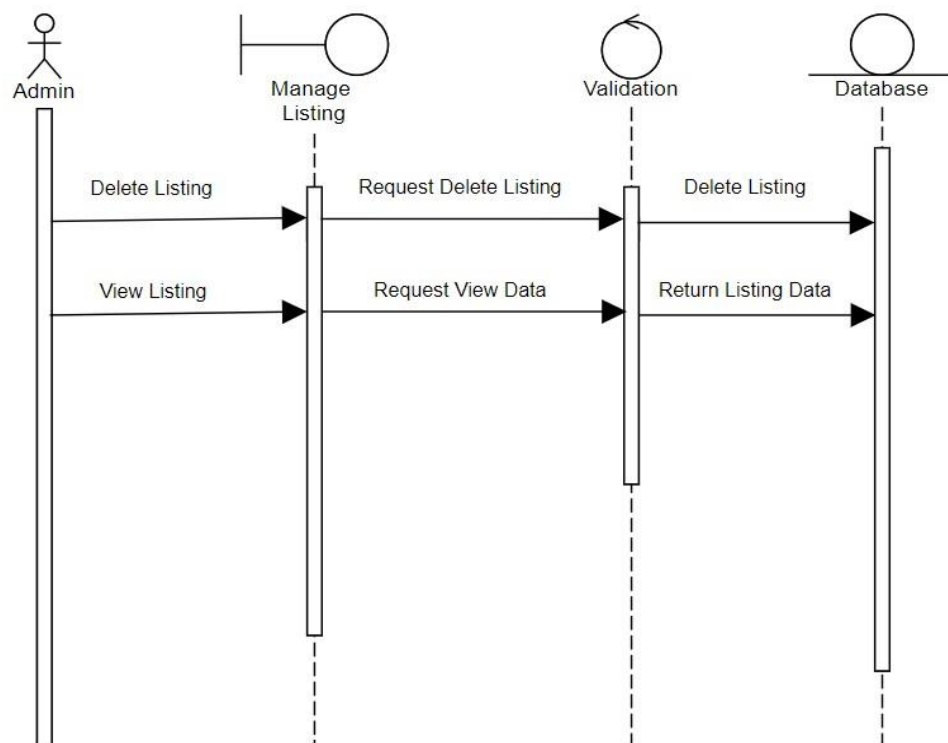 Admin
Manage
Listing
Validation
Database
Delete Listing
Request Delete Listing
Delete Listing
View Listing
Request View Data
Return Listing Data